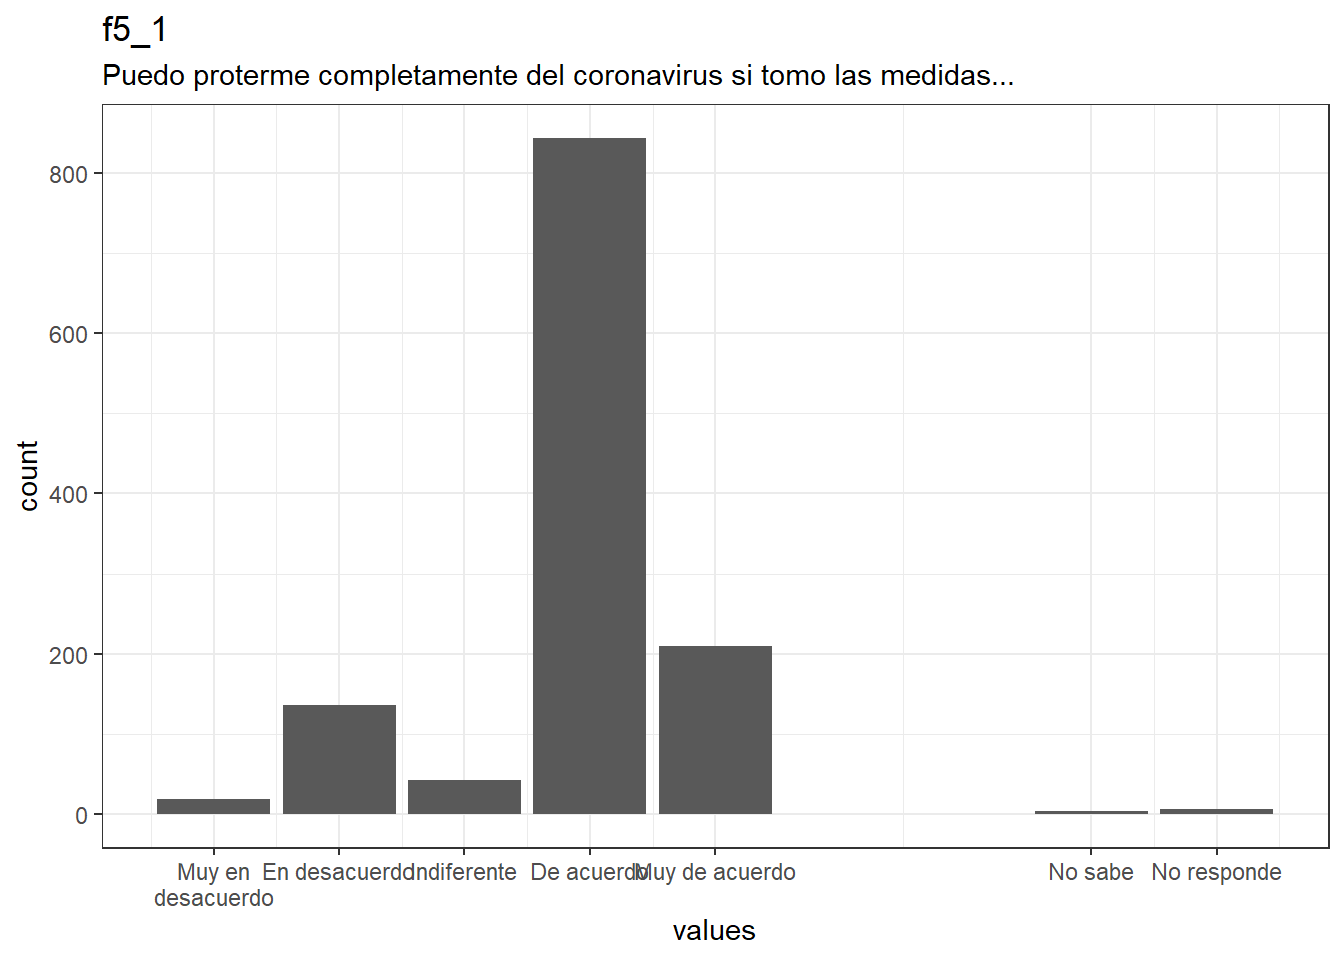 f5_1
Puedo proterme completamente del coronavirus si tomo las medidas...
count
800
600
400
200
0
Muy en
desacuerdo
En desacuerdo
Indiferente
De acuerdo
Muy de acuerdo
No sabe
No responde
values